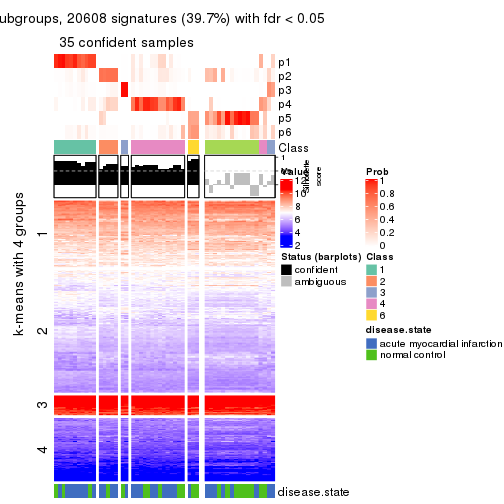 ubgroups, 20608 signatures (39.7%) with fdr < 0.05
35 confident samples
p1
p2
p3
p4
p5
p6
Class
1
Silhouette
score
k-means with 4 groups
1
2
3
4
disease.state
Value
12
10
8
6
4
2
Prob
1
0.8
0.6
0.4
0.2
0
Status (barplots)
confident
ambiguous
Class
1
2
3
4
6
disease.state
acute myocardial infarction
normal control